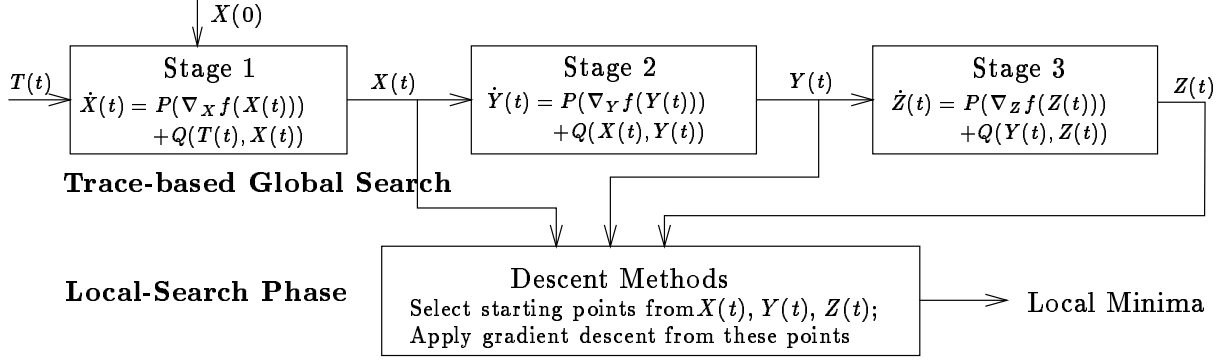 X(0)
T(t)
Stage 1
Ẋ(t) = P(∇_X f(X(t)))
+Q(T(t), X(t))
X(t)
Stage 2
Ẏ(t) = P(∇_Y f(Y(t)))
+Q(X(t), Y(t))
Y(t)
Stage 3
Ż(t) = P(∇_Z f(Z(t)))
+Q(Y(t), Z(t))
Z(t)
Trace-based Global Search
Local-Search Phase
Descent Methods
Select starting points from X(t), Y(t), Z(t);
Apply gradient descent from these points
Local Minima